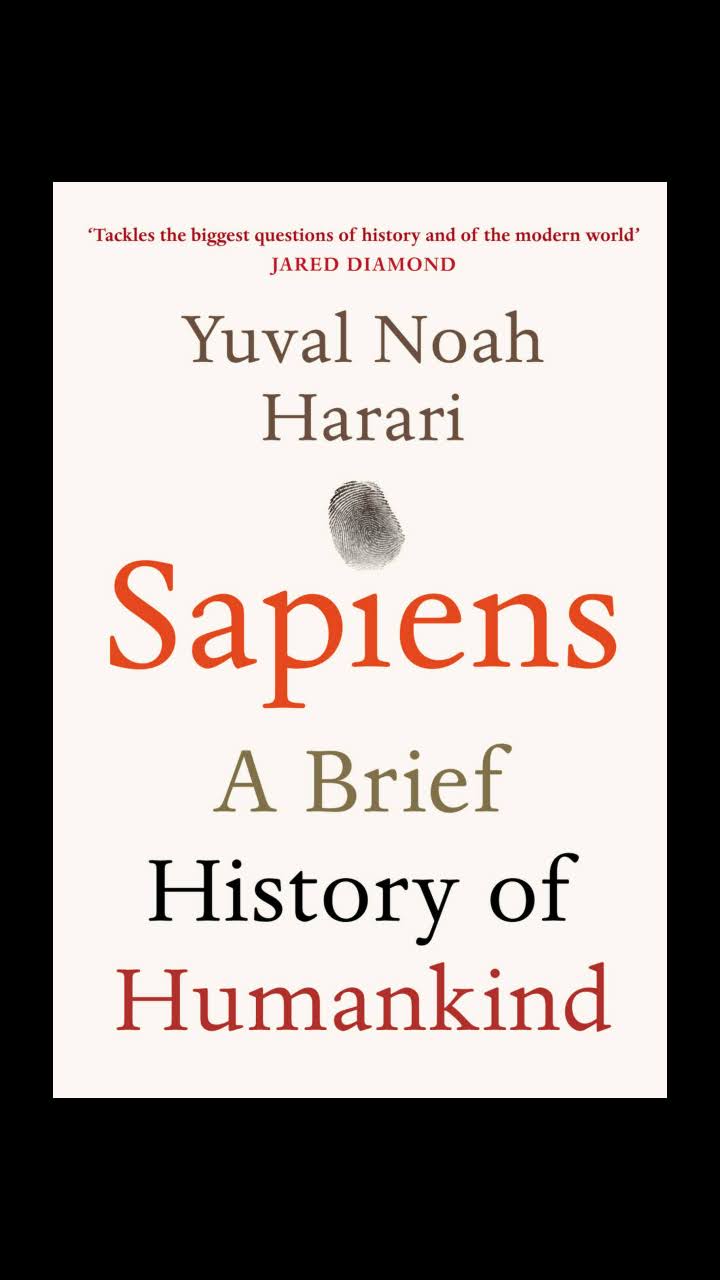 ‘Tackles the biggest questions of history and of the modern world’
JARED DIAMOND
Yuval Noah
Harari
Sapiens
A Brief
History of
Humankind